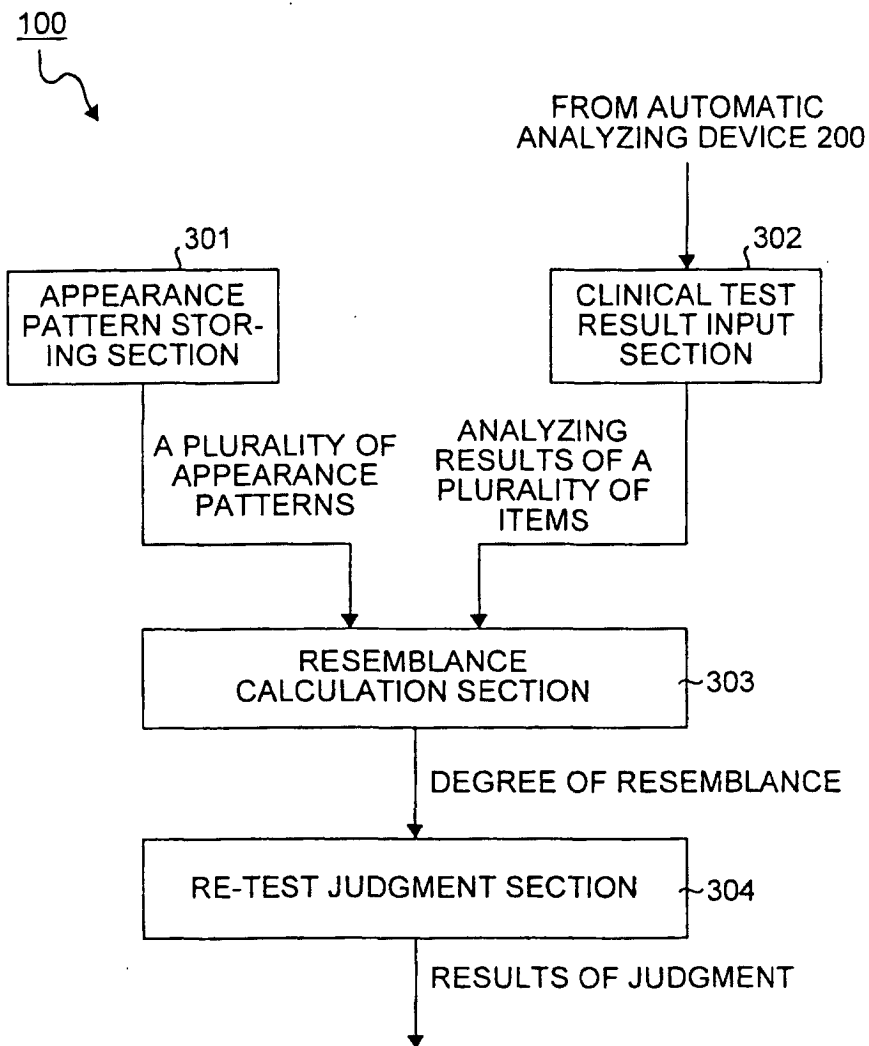 100
FROM AUTOMATIC
ANALYZING DEVICE 200
301
302
APPEARANCE
PATTERN STOR-
ING SECTION
CLINICAL TEST
RESULT INPUT
SECTION
A PLURALITY OF
APPEARANCE
PATTERNS
ANALYZING
RESULTS OF A
PLURALITY OF
ITEMS
RESEMBLANCE
CALCULATION SECTION
303
DEGREE OF RESEMBLANCE
RE-TEST JUDGMENT SECTION
304
RESULTS OF JUDGMENT